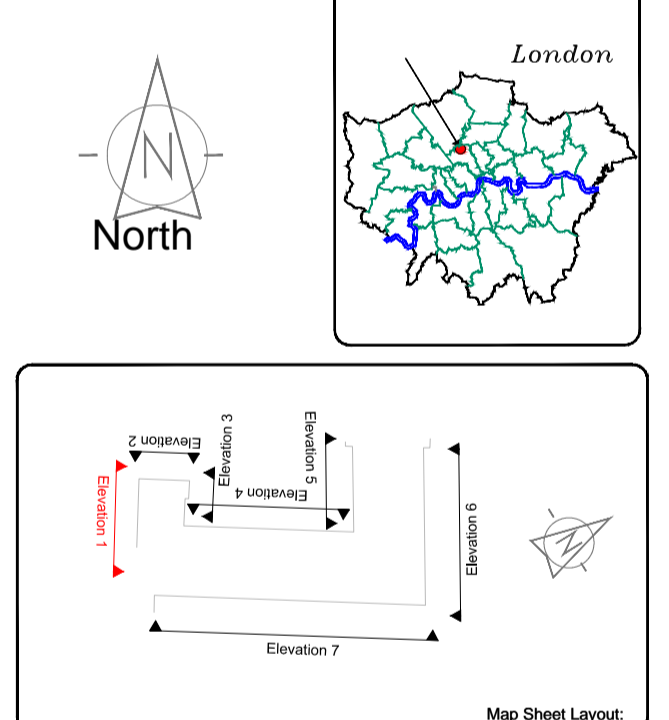 London
N
North
Elevation 3
Elevation 5
Elevation 2
Elevation 1
Elevation 4
Elevation 6
N
Elevation 7
Map Sheet Layout: